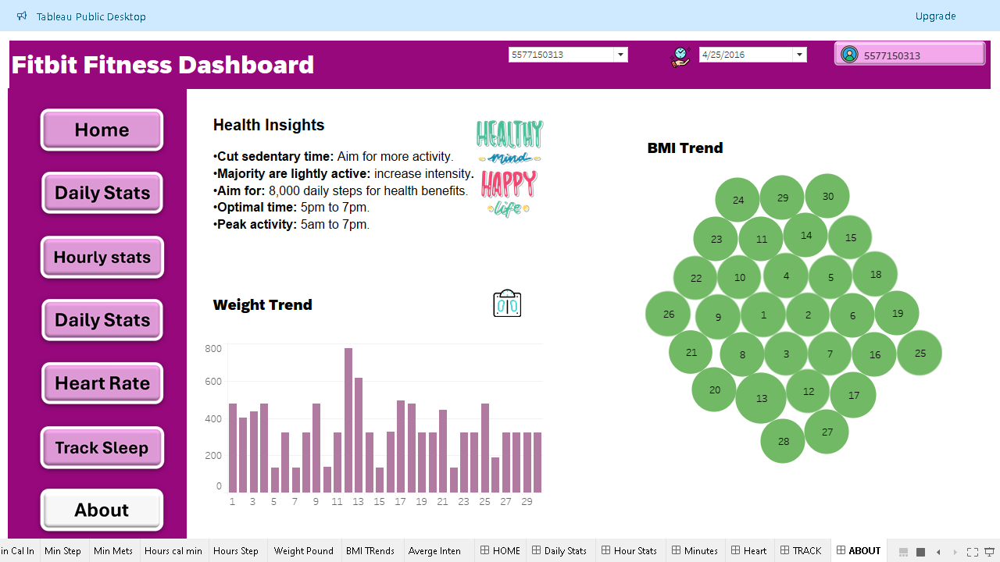 Tableau Public Desktop
Upgrade
Fitbit Fitness Dashboard
5577150313
4/25/2016
5577150313
Home
Daily Stats
Hourly stats
Daily Stats
Heart Rate
Track Sleep
About
Health Insights
•Cut sedentary time: Aim for more activity.
•Majority are lightly active: increase intensity.
•Aim for: 8,000 daily steps for health benefits.
•Optimal time: 5pm to 7pm.
•Peak activity: 5am to 7pm.
HEALTHY
mind
HAPPY
life
Weight Trend
800
600
400
200
0
1 3 5 7 9 11 13 15 17 19 21 23 25 27 29
BMI Trend
24 29 30
23 11 14 15
22 10 4 5 18
26 9 1 2 6 19
21 8 3 7 16 25
20 13 12 17
28 27
in Cal In Min Step Min Mets Hours cal min Hours Step Weight Pound BMI TRends Averge Inten HOME Daily Stats Hour Stats Minutes Heart TRACK ABOUT